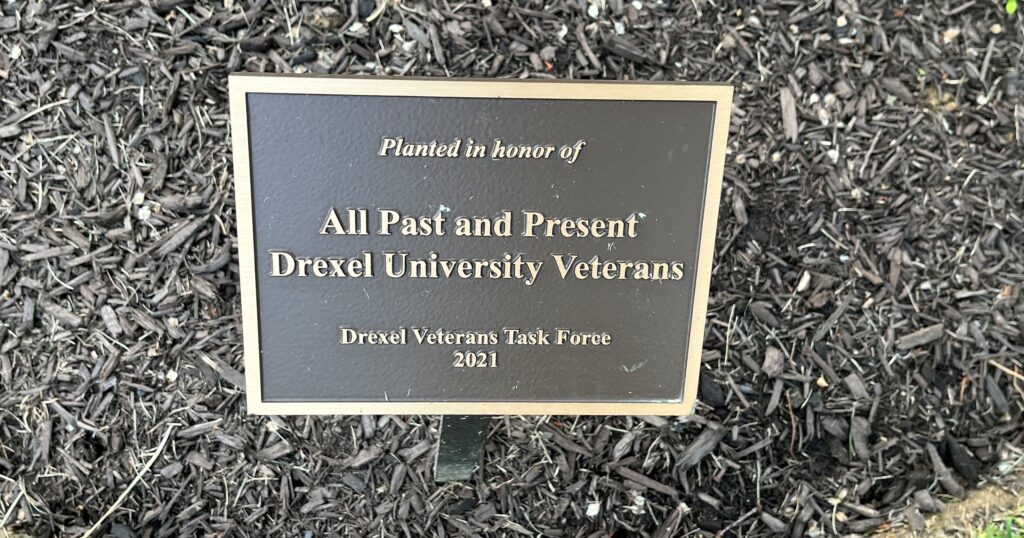 Planted in honor of
All Past and Present
Drexel University Veterans
Drexel Veterans Task Force
2021